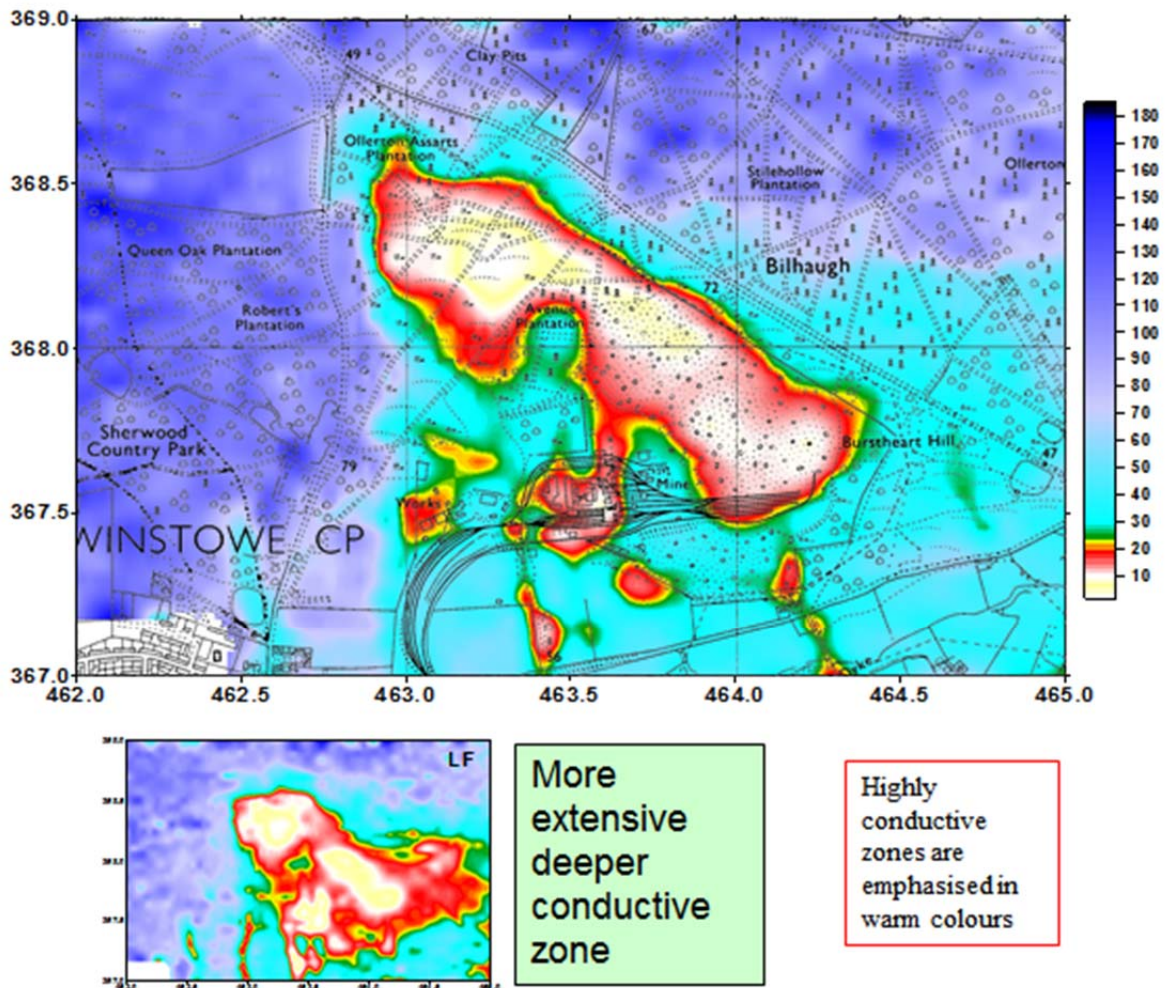 369.0
67
49
Clay Pits
180
170
Ollerton Assarts
Plantation
160
Ollerton
150
368.5
Stilehollow
Plantation
140
130
Queen Oak Plantation
120
Bilhaugh
110
72
Robert's
Plantation
Avenue
Plantation
100
368.0
90
80
70
Sherwood
Country Park
Burstheart Hill
60
47
79
Mine
50
Works
40
367.5
30
WINSTOWE CP
20
10
367.0
462.0 462.5 463.0 463.5 464.0 464.5 465.0
LF
More
extensive
deeper
conductive
zone
Highly
conductive
zones are
emphasised in
warm colours